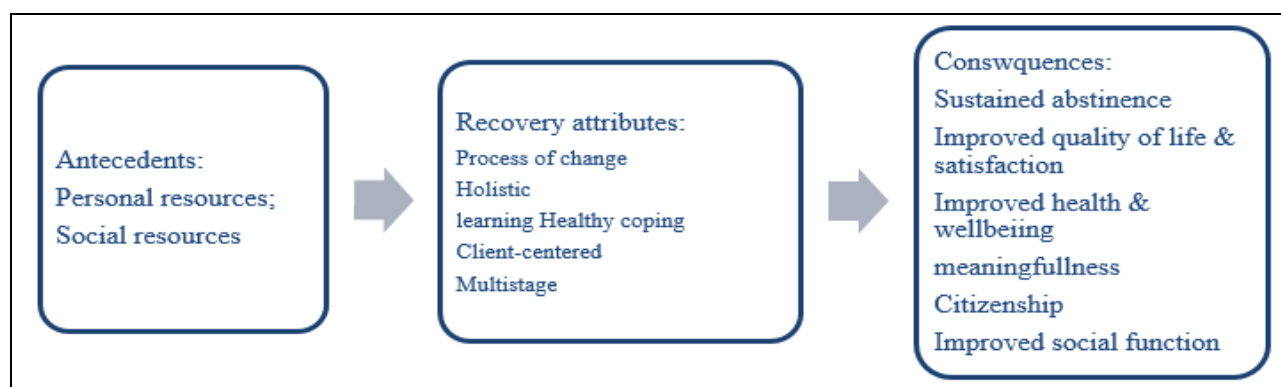 Antecedents:
Personal resources;
Social resources
Recovery attributes:
Process of change
Holistic
learning Healthy coping
Client-centered
Multistage
Conswquences:
Sustained abstinence
Improved quality of life &
satisfaction
Improved health &
wellbeiing
meaningfullness
Citizenship
Improved social function